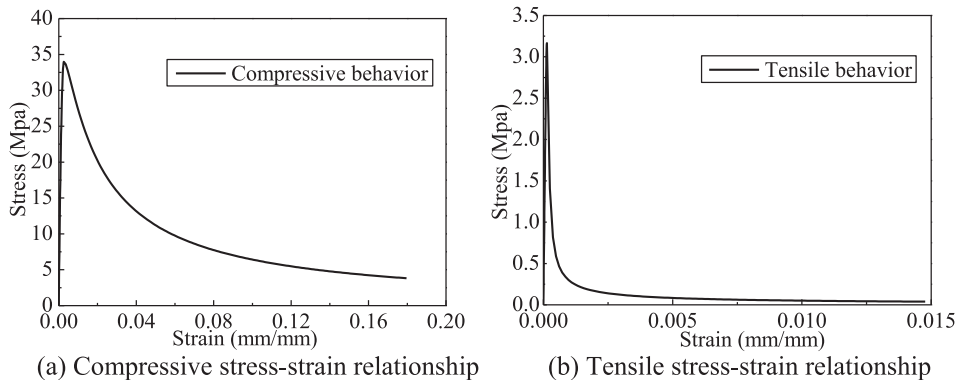 40
35
30
25
20
15
10
5
0
Stress (Mpa)
Compressive behavior
0.00 0.04 0.08 0.12 0.16 0.20
Strain (mm/mm)
(a) Compressive stress-strain relationship
3.5
3.0
2.5
2.0
1.5
1.0
0.5
0.0
Stress (Mpa)
Tensile behavior
0.000 0.005 0.010 0.015
Strain (mm/mm)
(b) Tensile stress-strain relationship